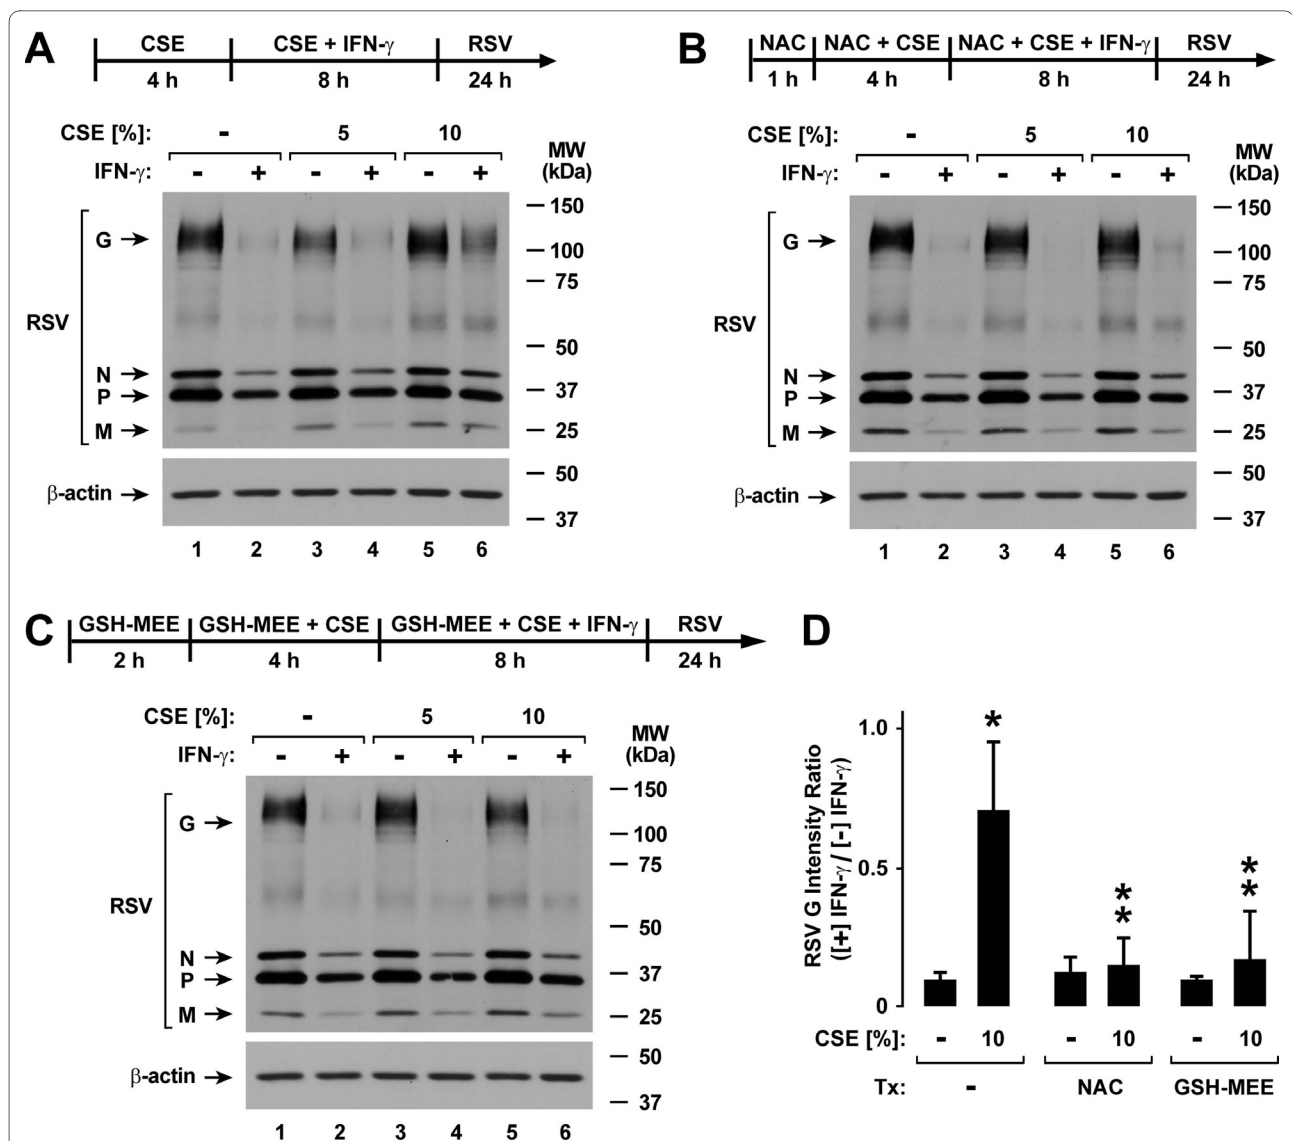 A
CSE CSE + IFN-γ RSV
4 h 8 h 24 h
CSE [%]: - 5 10
IFN-γ: - + - + - +
MW
(kDa)
150
G
100
75
RSV
50
N
37
P
M
25
50
β-actin
37
1 2 3 4 5 6
B
NAC NAC + CSE NAC + CSE + IFN-γ RSV
1 h 4 h 8 h 24 h
CSE [%]: - 5 10
IFN-γ: - + - + - +
MW
(kDa)
150
G
100
75
RSV
50
N
37
P
M
25
50
β-actin
37
1 2 3 4 5 6
C
GSH-MEE GSH-MEE + CSE GSH-MEE + CSE + IFN-γ RSV
2 h 4 h 8 h 24 h
CSE [%]: - 5 10
IFN-γ: - + - + - +
MW
(kDa)
150
G
100
75
RSV
50
N
37
P
M
25
50
β-actin
37
1 2 3 4 5 6
D
RSV G Intensity Ratio
([+] IFN-γ / [-] IFN-γ)
1.0
0.5
0
*
*
*
*
*
CSE [%]: - 10 - 10 - 10
Tx: - NAC GSH-MEE